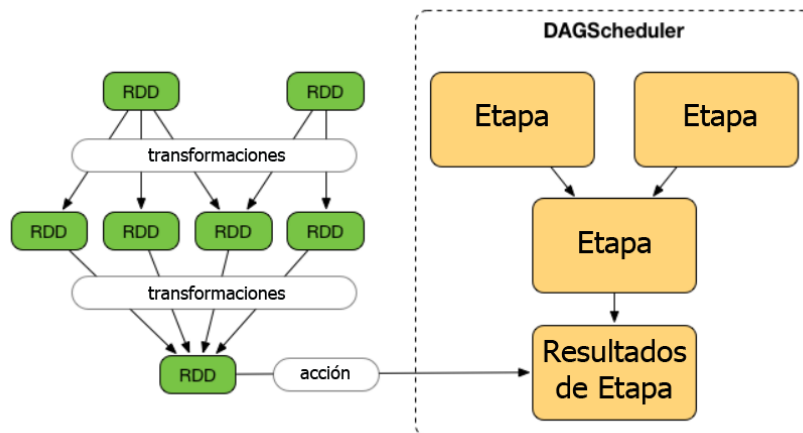 DAGScheduler
RDD
RDD
transformaciones
RDD
RDD
RDD
RDD
transformaciones
RDD
acción
Etapa
Etapa
Etapa
Resultados
de Etapa